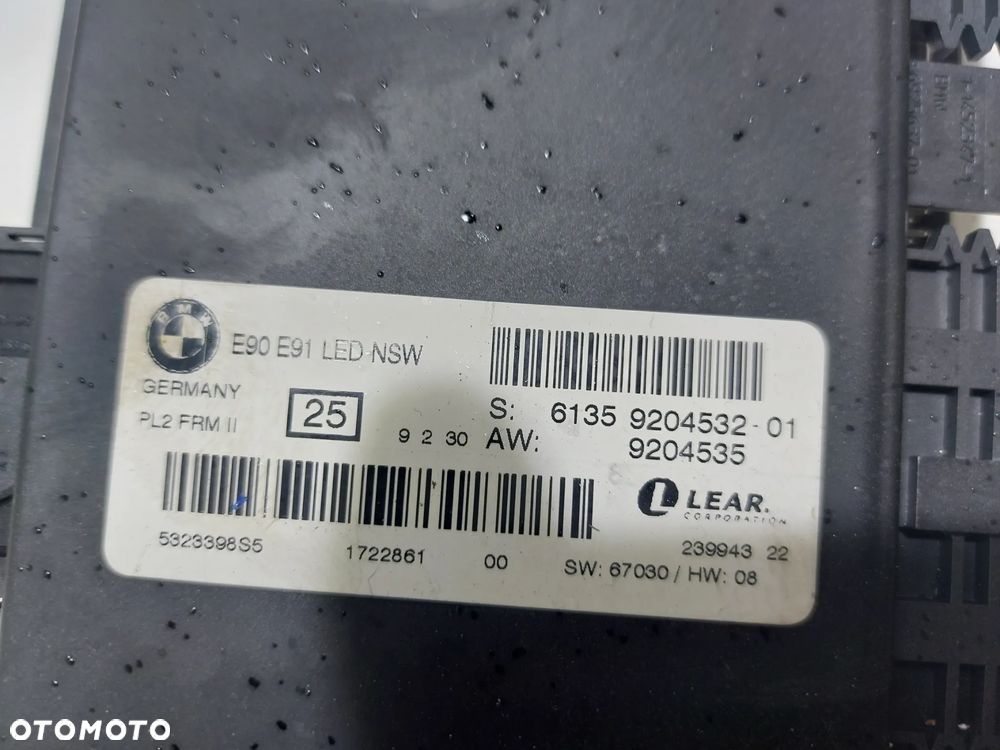 BMW
E90 E91 LED-NSW
GERMANY
PL2 FRM II
25
9 2 30
S: 6135 9204532-01
AW: 9204535
LEAR.
CORPORATION
5323398S5
1722861
00
239943 22
SW: 67030 / HW: 08
OTOMOTO